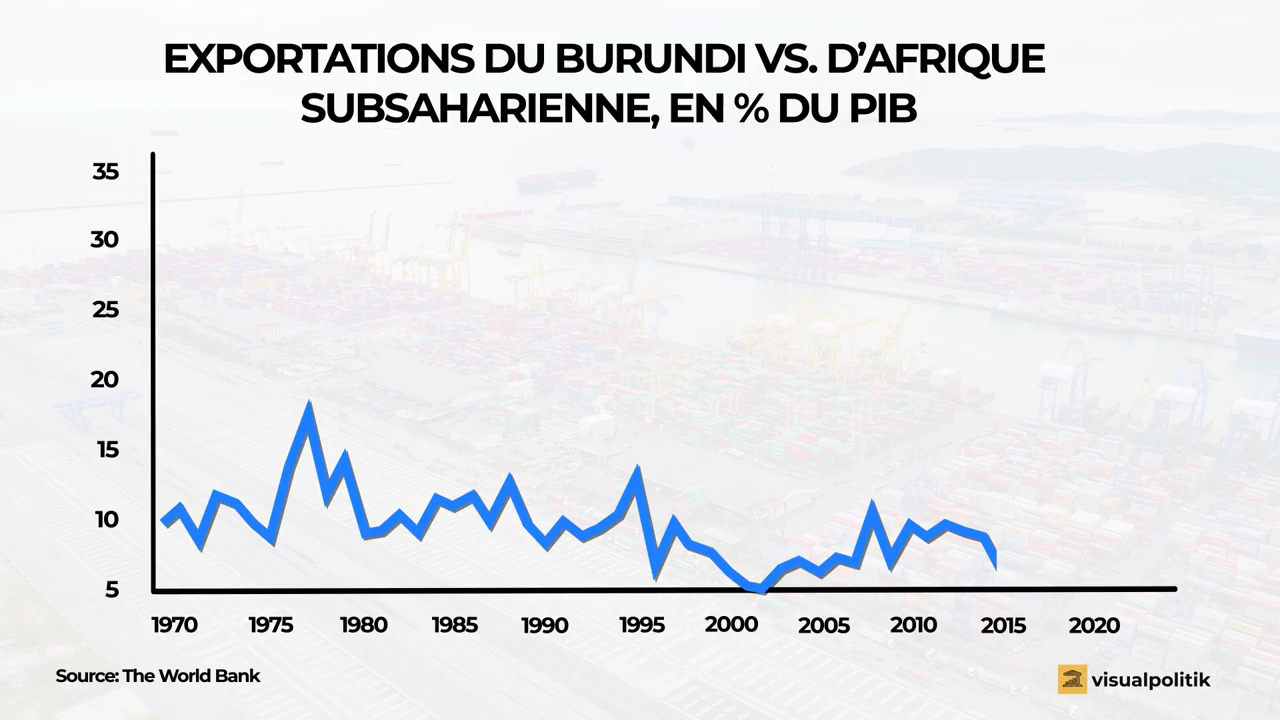 EXPORTATIONS DU BURUNDI VS. D'AFRIQUE
SUBSAHARIENNE, EN % DU PIB
35
30
25
20
15
10
5
1970 1975 1980 1985 1990 1995 2000 2005 2010 2015 2020
Source: The World Bank
visualpolitik